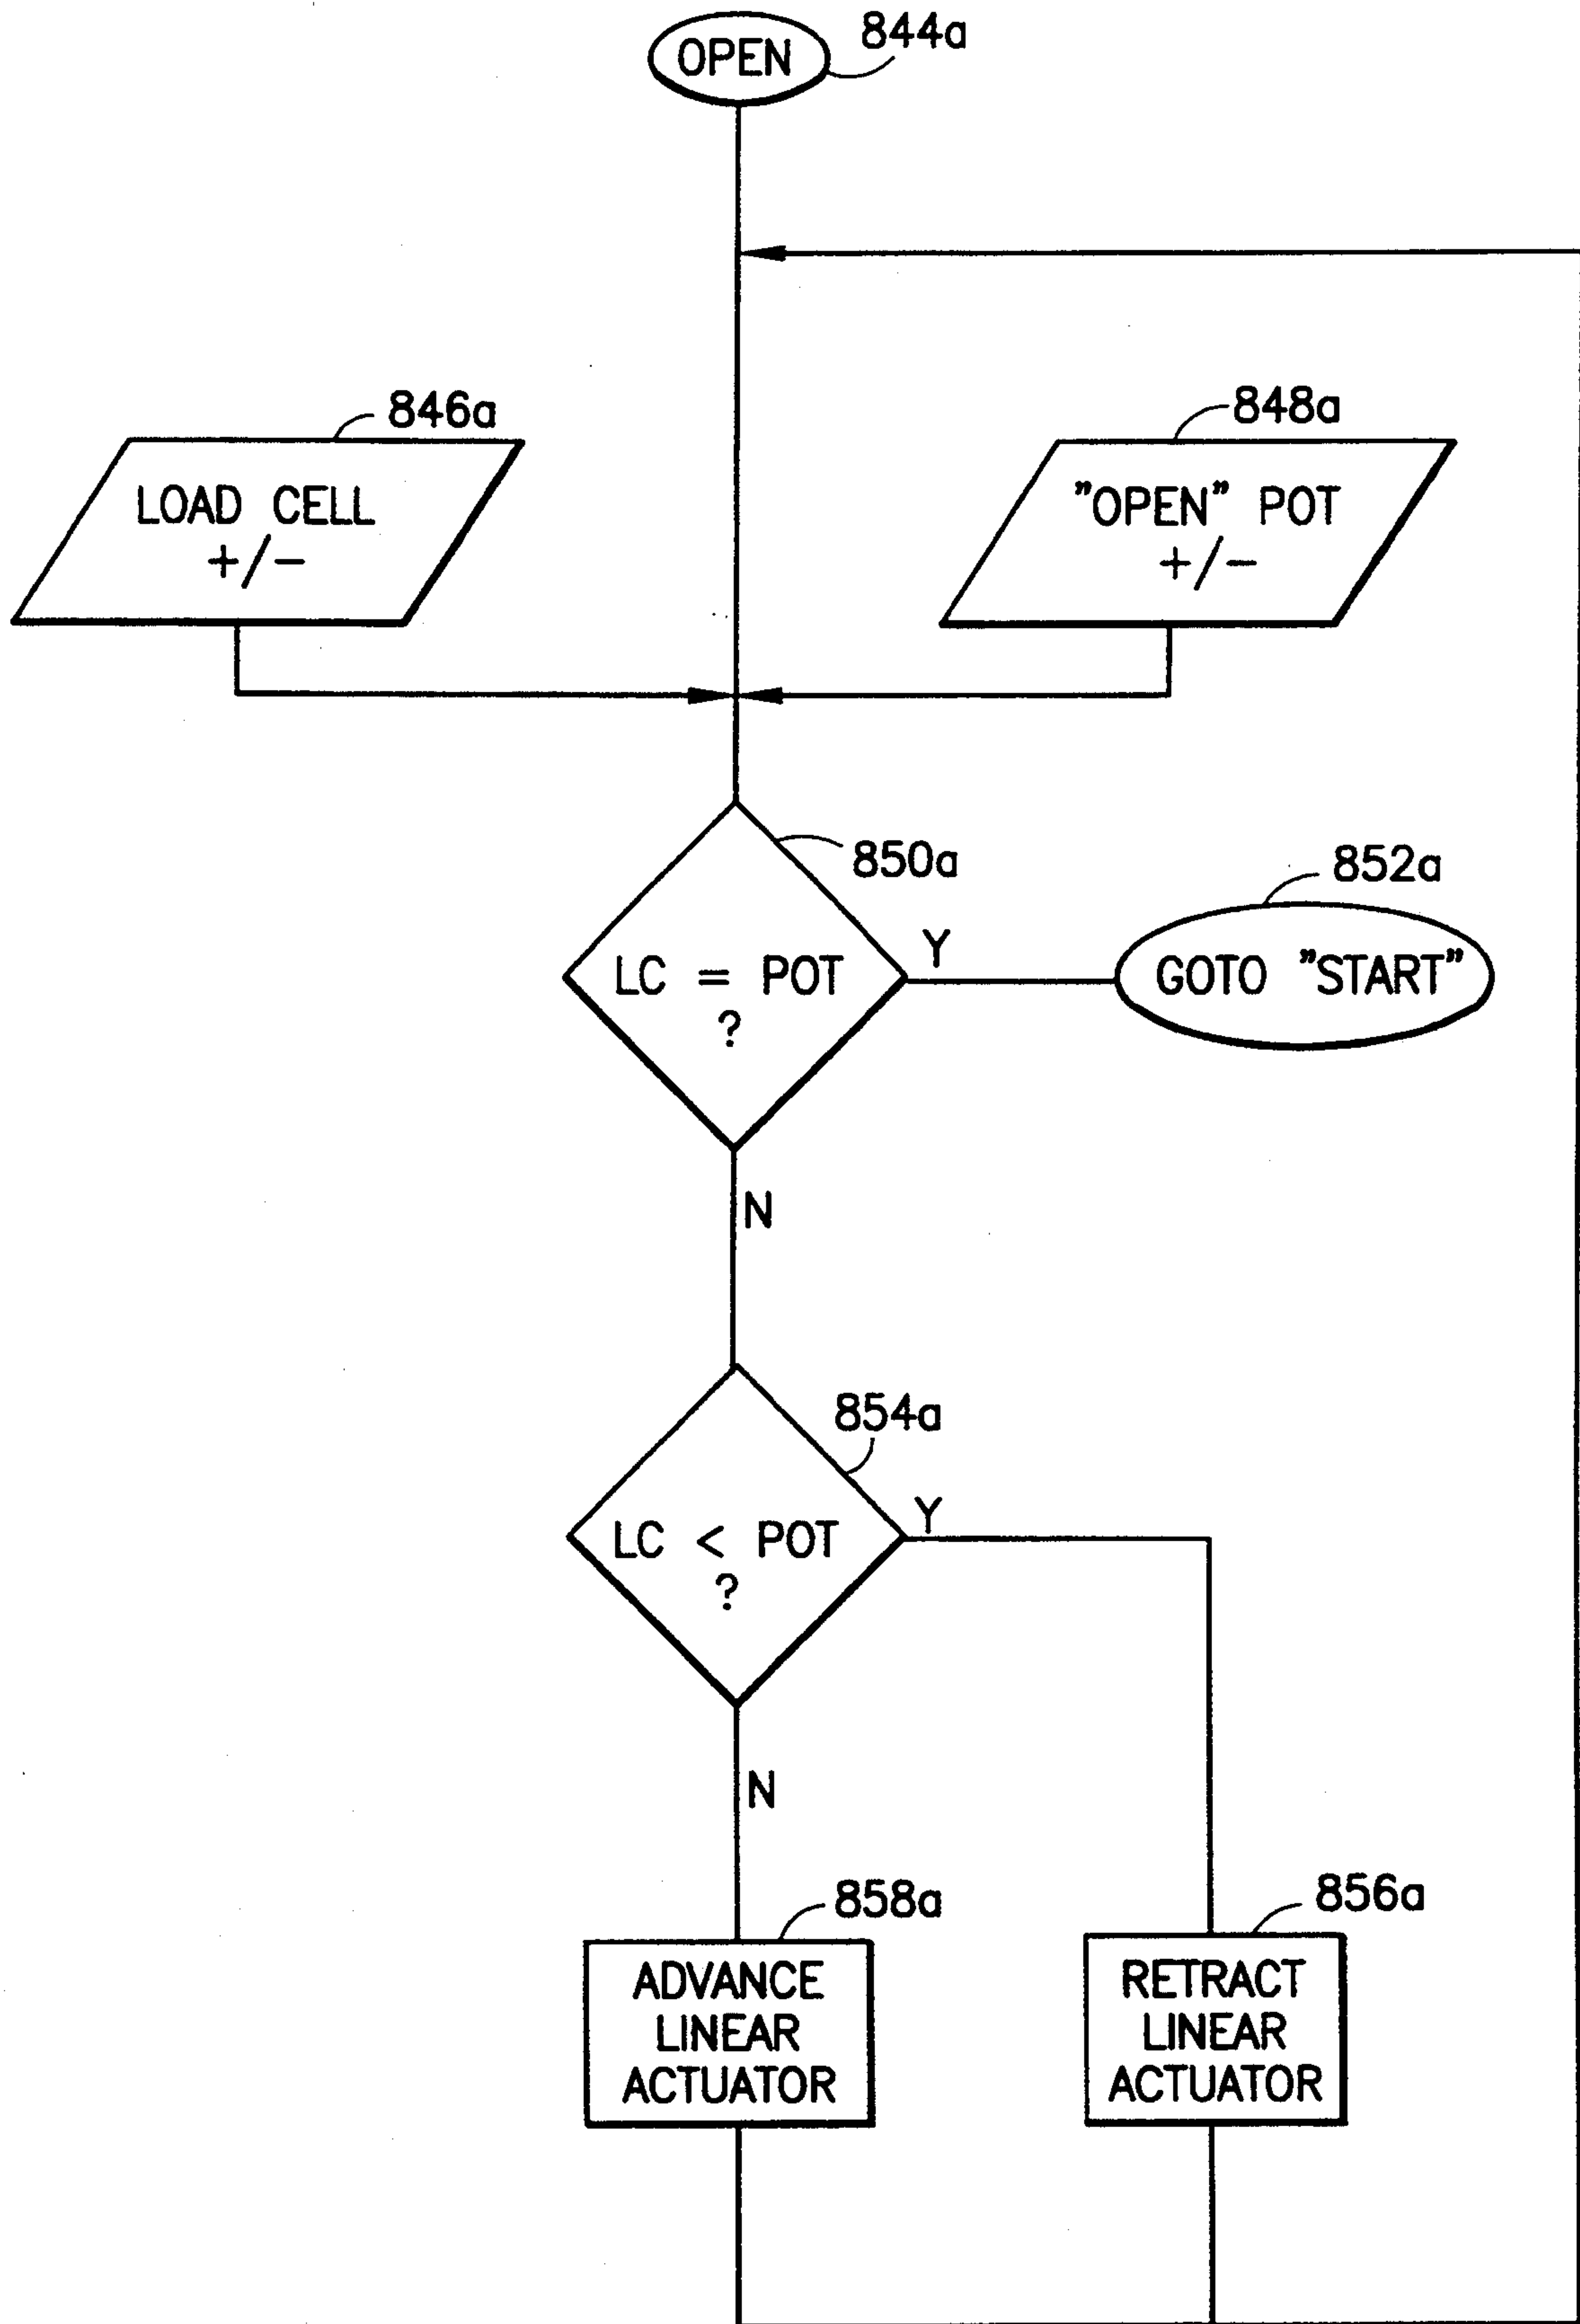 OPEN
844a
846a
LOAD CELL
+/-
848a
"OPEN" POT
+/-
850a
LC = POT
?
Y
852a
GOTO "START"
N
854a
LC < POT
?
Y
N
858a
ADVANCE
LINEAR
ACTUATOR
856a
RETRACT
LINEAR
ACTUATOR